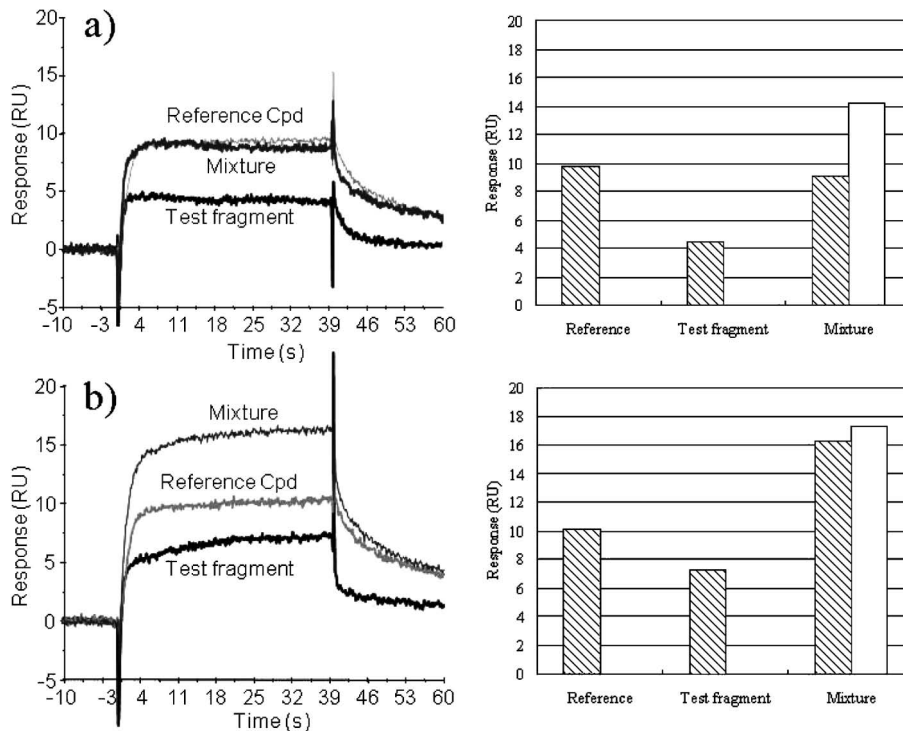 a)
Response (RU)
20
15
10
5
0
-5
Reference Cpd
Mixture
Test fragment
-10 -3 4 11 18 25 32 39 46 53 60
Time (s)
Response (RU)
20
18
16
14
12
10
8
6
4
2
0
Reference Test fragment Mixture
b)
Response (RU)
20
15
10
5
0
-5
Mixture
Reference Cpd
Test fragment
-10 -3 4 11 18 25 32 39 46 53 60
Time (s)
Response (RU)
20
18
16
14
12
10
8
6
4
2
0
Reference Test fragment Mixture